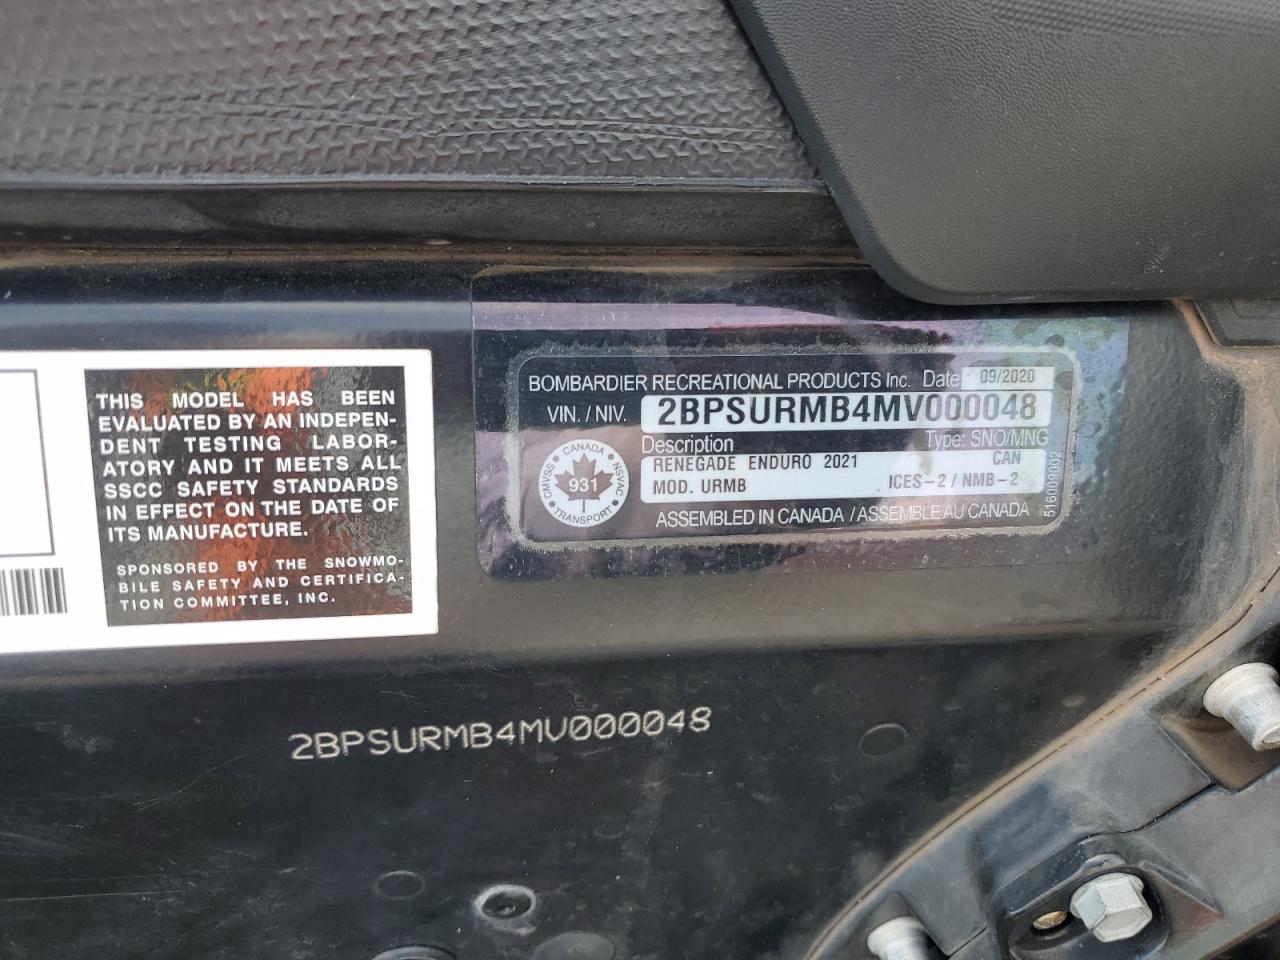 THIS MODEL HAS BEEN
EVALUATED BY AN INDEPEN-
DENT TESTING LABOR-
ATORY AND IT MEETS ALL
SSCC SAFETY STANDARDS
IN EFFECT ON THE DATE OF
ITS MANUFACTURE.
SPONSORED BY THE SNOWMO-
BILE SAFETY AND CERTIFICA-
TION COMMITTEE, INC.
BOMBARDIER RECREATIONAL PRODUCTS Inc. Date 09/2020
VIN. / NIV. 2BPSURMB4MV000048
Description Type: SNO/MNG
RENEGADE ENDURO 2021 CAN
MOD. URMB ICES-2 / NMB-2
ASSEMBLED IN CANADA / ASSEMBLE AU CANADA
516009002
CANADA
CMVSS 931 NSVAC
TRANSPORT
2BPSURMB4MV000048